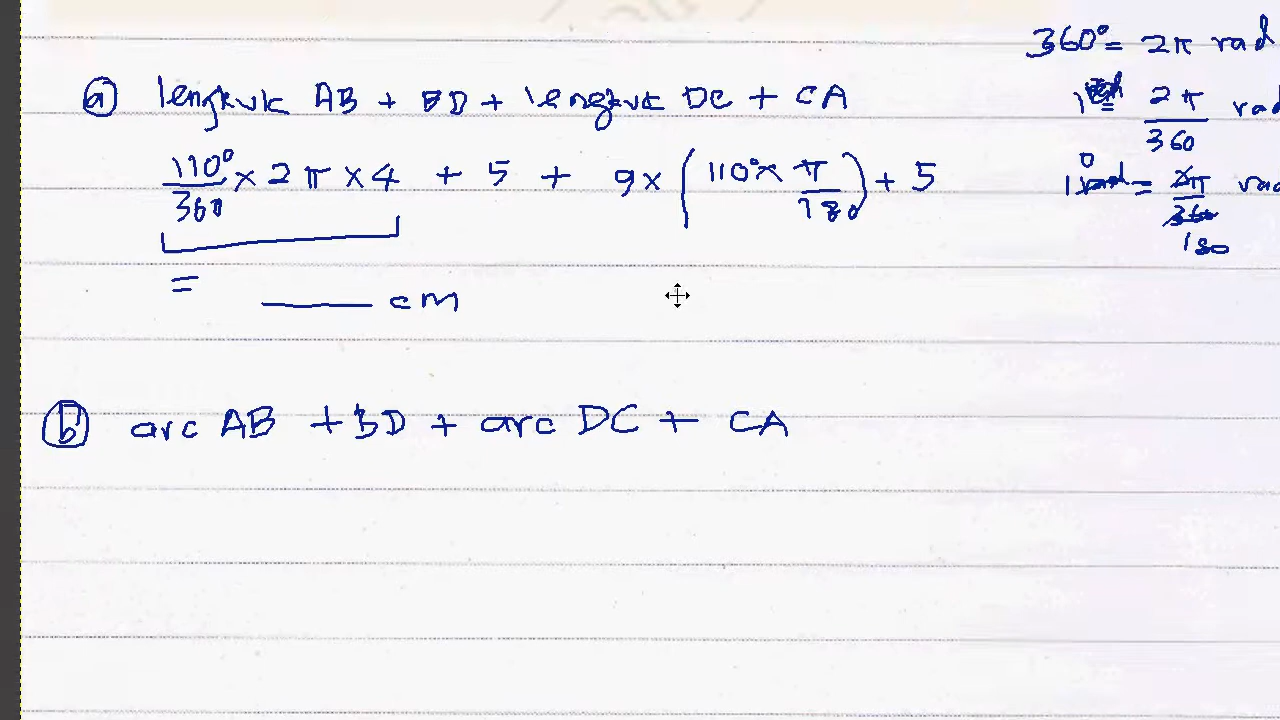 360° = 2π rad
ⓐ lengkuk AB + BD + lengkuk DC + CA
1 = 2π/360 rad
110°/360 × 2π × 4 + 5 + 9 × (110° × π/180) + 5
1° = 2π/360 rad
180
= ____ cm
ⓑ arc AB + BD + arc DC + CA